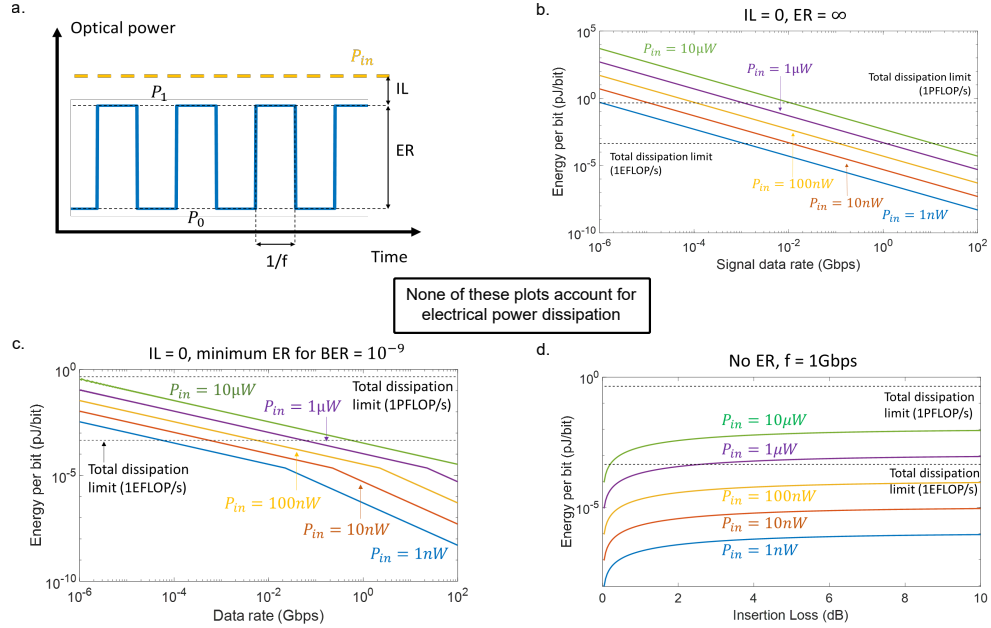 a.
Optical power
P_in
P_1
IL
ER
P_0
1/f
Time
b.
IL = 0, ER = ∞
10^5
10^0
10^-5
10^-10
Energy per bit (pJ/bit)
P_in = 10μW
P_in = 1μW
Total dissipation limit
(1PFLOP/s)
Total dissipation limit
(1EFLOP/s)
P_in = 100nW
P_in = 10nW
P_in = 1nW
10^-6
10^-4
10^-2
10^0
10^2
Signal data rate (Gbps)
None of these plots account for
electrical power dissipation
c.
IL = 0, minimum ER for BER = 10^-9
10^0
10^-5
10^-10
Energy per bit (pJ/bit)
P_in = 10μW
P_in = 1μW
Total dissipation
limit (1PFLOP/s)
Total dissipation
limit (1EFLOP/s)
P_in = 100nW
P_in = 10nW
P_in = 1nW
10^-6
10^-4
10^-2
10^0
10^2
Data rate (Gbps)
d.
No ER, f = 1Gbps
10^0
10^-5
Energy per bit (pJ/bit)
Total dissipation
limit (1PFLOP/s)
P_in = 10μW
P_in = 1μW
Total dissipation
limit (1EFLOP/s)
P_in = 100nW
P_in = 10nW
P_in = 1nW
0
2
4
6
8
10
Insertion Loss (dB)